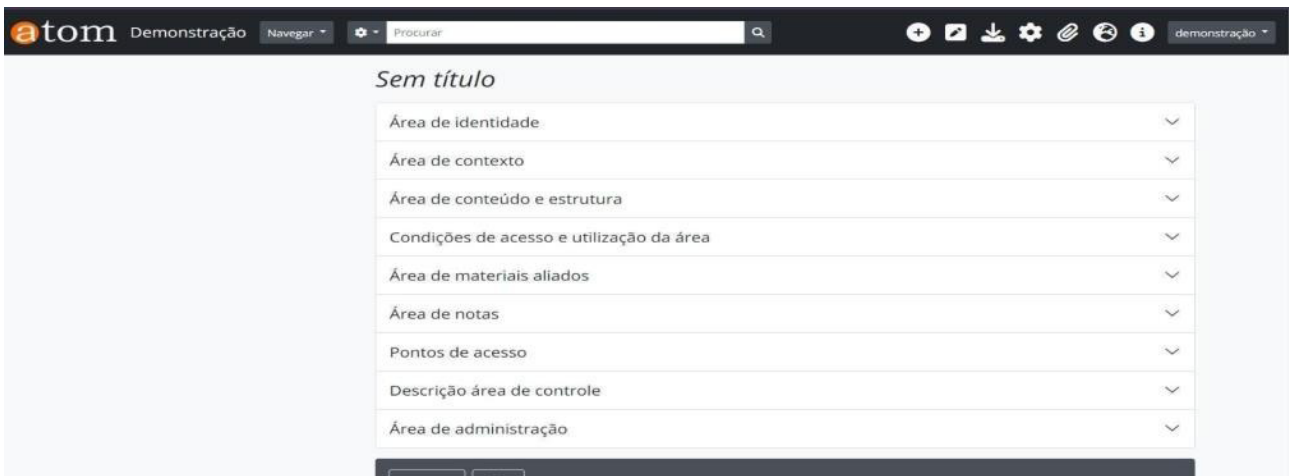 atom Demonstração Navegar Procurar demonstração
Sem título
Área de identidade
Área de contexto
Área de conteúdo e estrutura
Condições de acesso e utilização da área
Área de materiais aliados
Área de notas
Pontos de acesso
Descrição área de controle
Área de administração